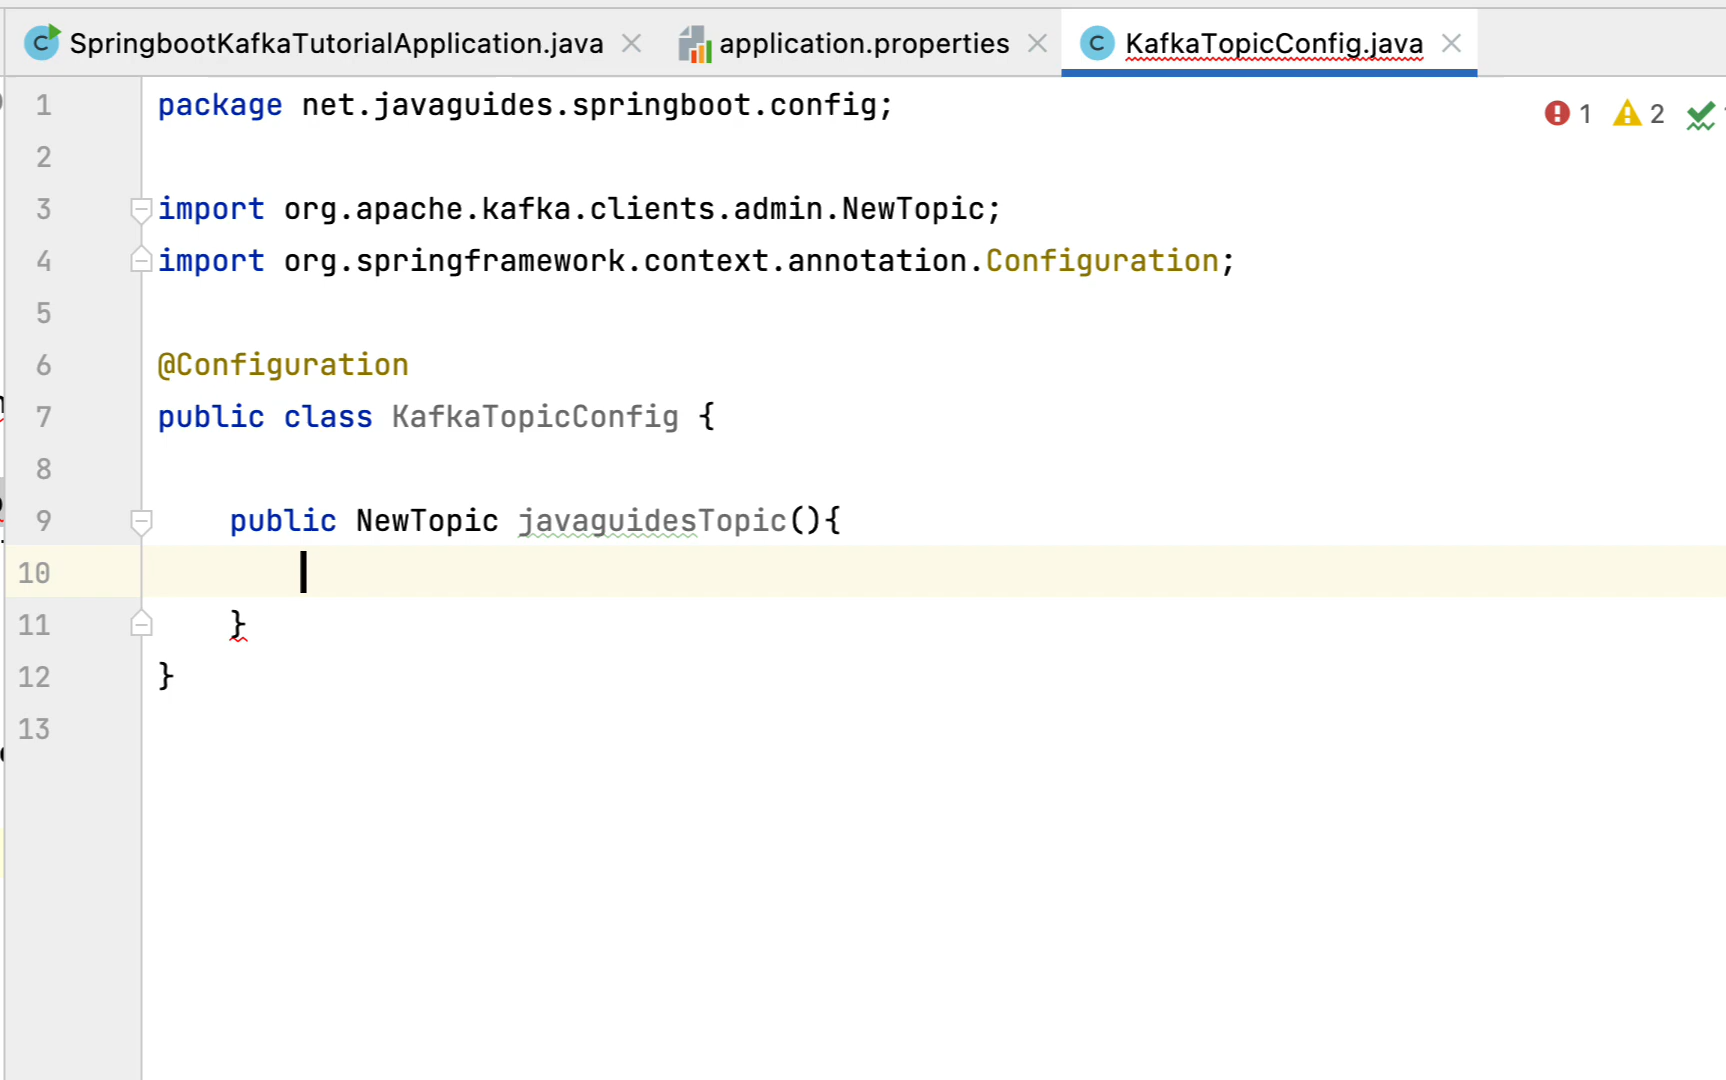 SpringbootKafkaTutorialApplication.java application.properties KafkaTopicConfig.java
1 package net.javaguides.springboot.config;
1 2
2
3 import org.apache.kafka.clients.admin.NewTopic;
4 import org.springframework.context.annotation.Configuration;
5
6 @Configuration
7 public class KafkaTopicConfig {
8
9 public NewTopic javaguidesTopic(){
10
11 }
12 }
13